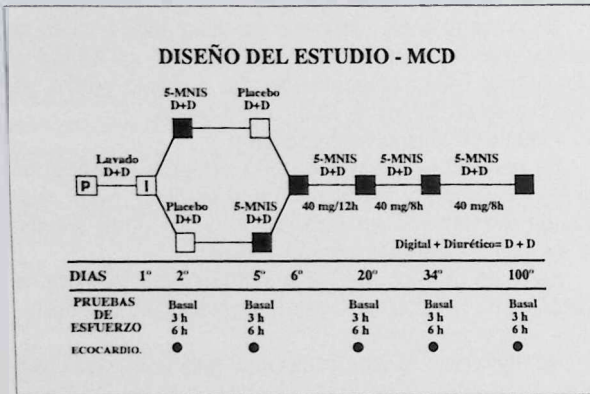 DISEÑO DEL ESTUDIO - MCD
5-MNIS Placebo
D+D D+D
Lavado 5-MNIS 5-MNIS 5-MNIS
D+D D+D D+D D+D
P I
Placebo 5-MNIS 40 mg/12h 40 mg/8h 40 mg/8h
D+D D+D
Digital + Diurético= D + D
DIAS 1º 2º 5º 6º 20º 34º 100º
PRUEBAS Basal Basal Basal Basal Basal
DE 3 h 3 h 3 h 3 h 3 h
ESFUERZO 6 h 6 h 6 h 6 h 6 h
ECOCARDIO.